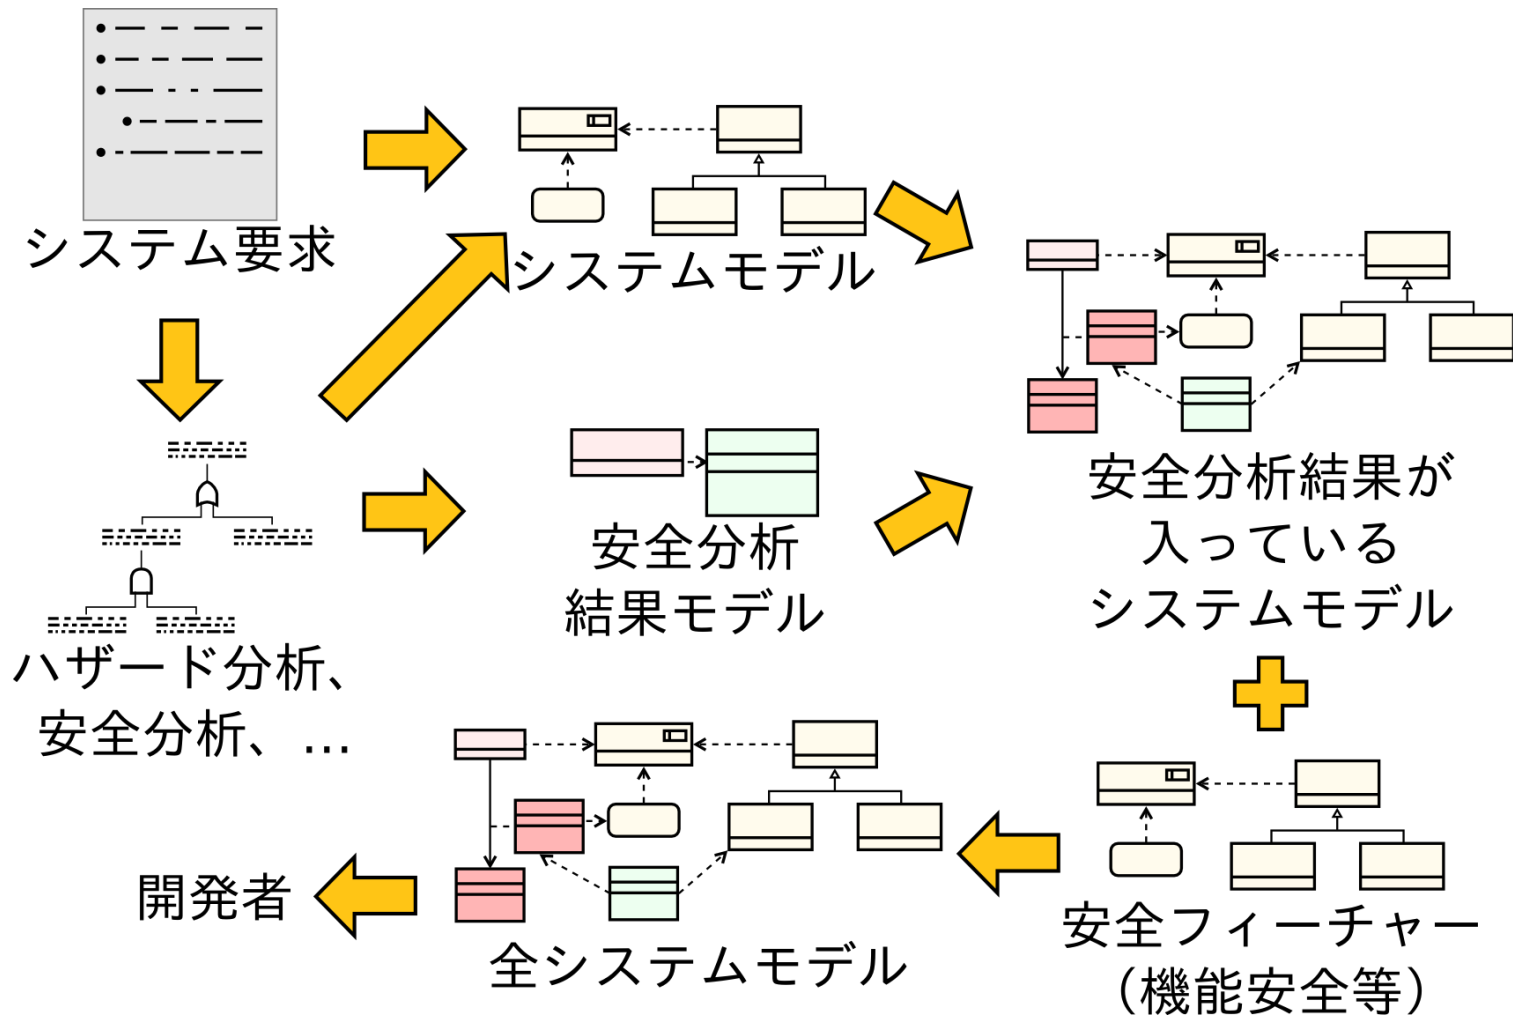 システム要求
システムモデル
安全分析結果が
入っている
システムモデル
安全分析
結果モデル
ハザード分析、
安全分析、…
開発者
全システムモデル
安全フィーチャー
（機能安全等）